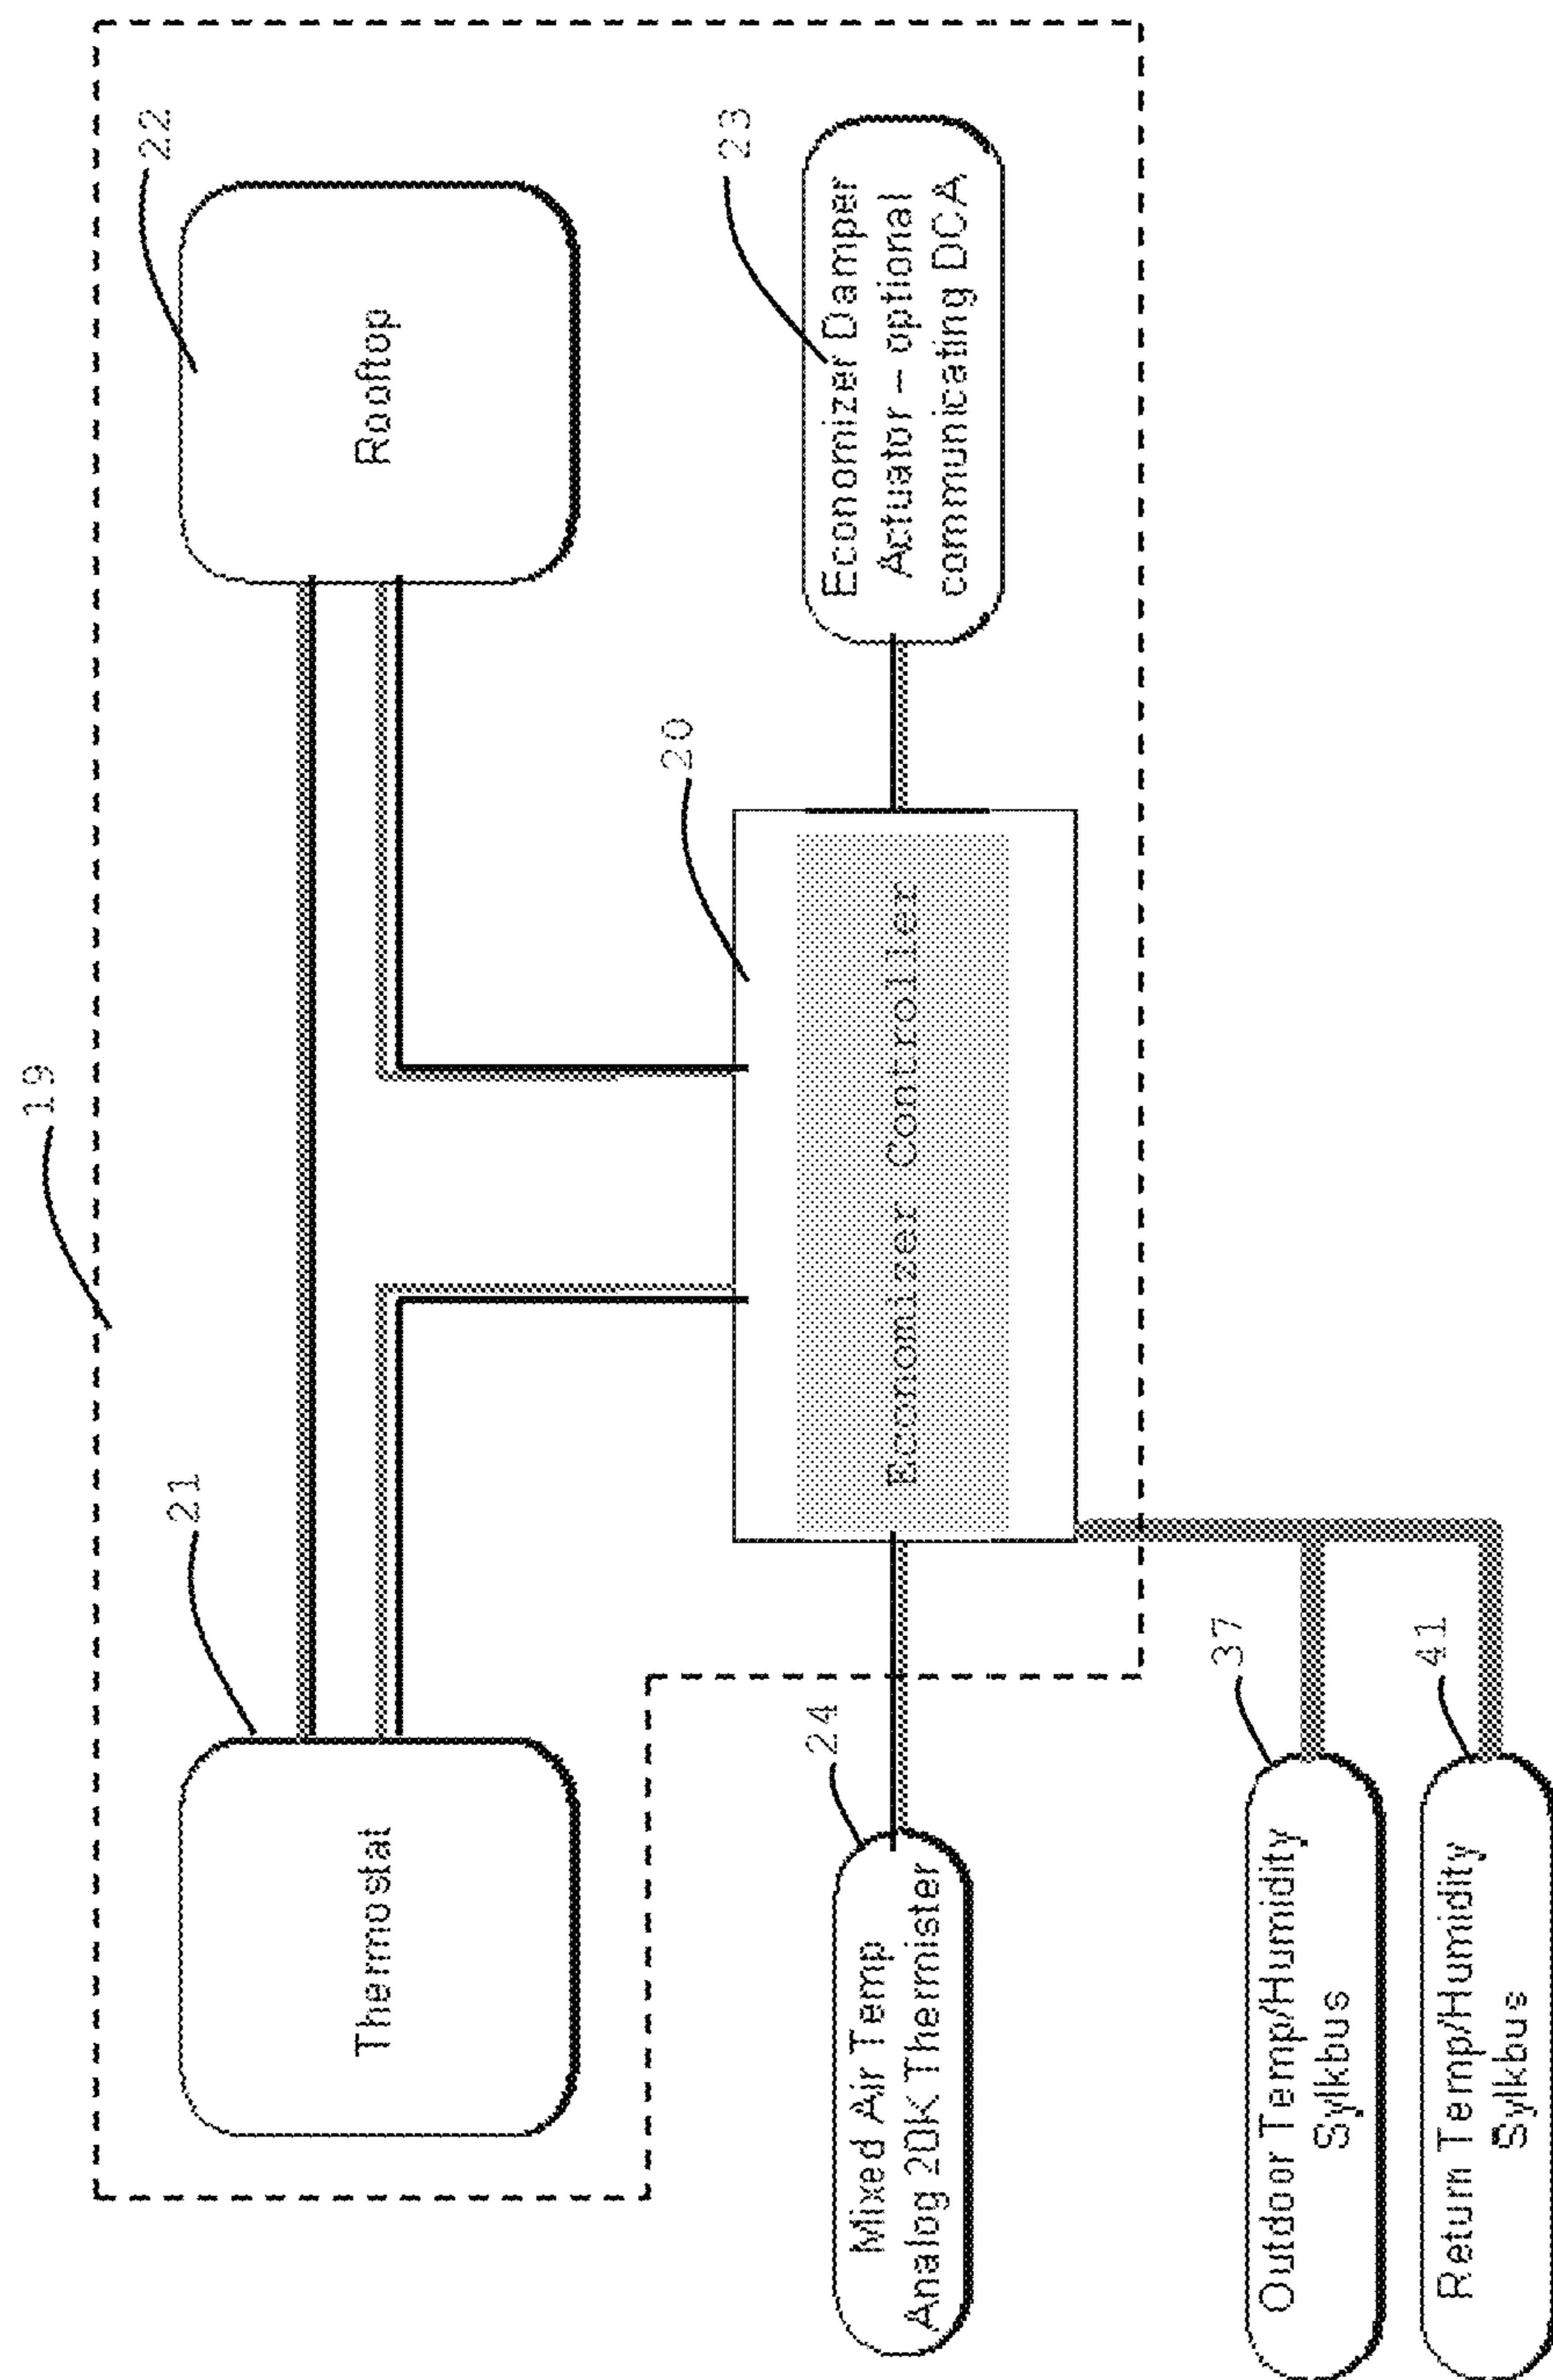 19
21
Thermostat
22
Rooftop
20
Economizer Controller
23
Economizer Damper
Actuator – optional
communicating DCA
24
Mixed Air Temp
Analog 20K Thermister
37
Outdoor Temp/Humidity
Sylkbus
41
Return Temp/Humidity
Sylkbus